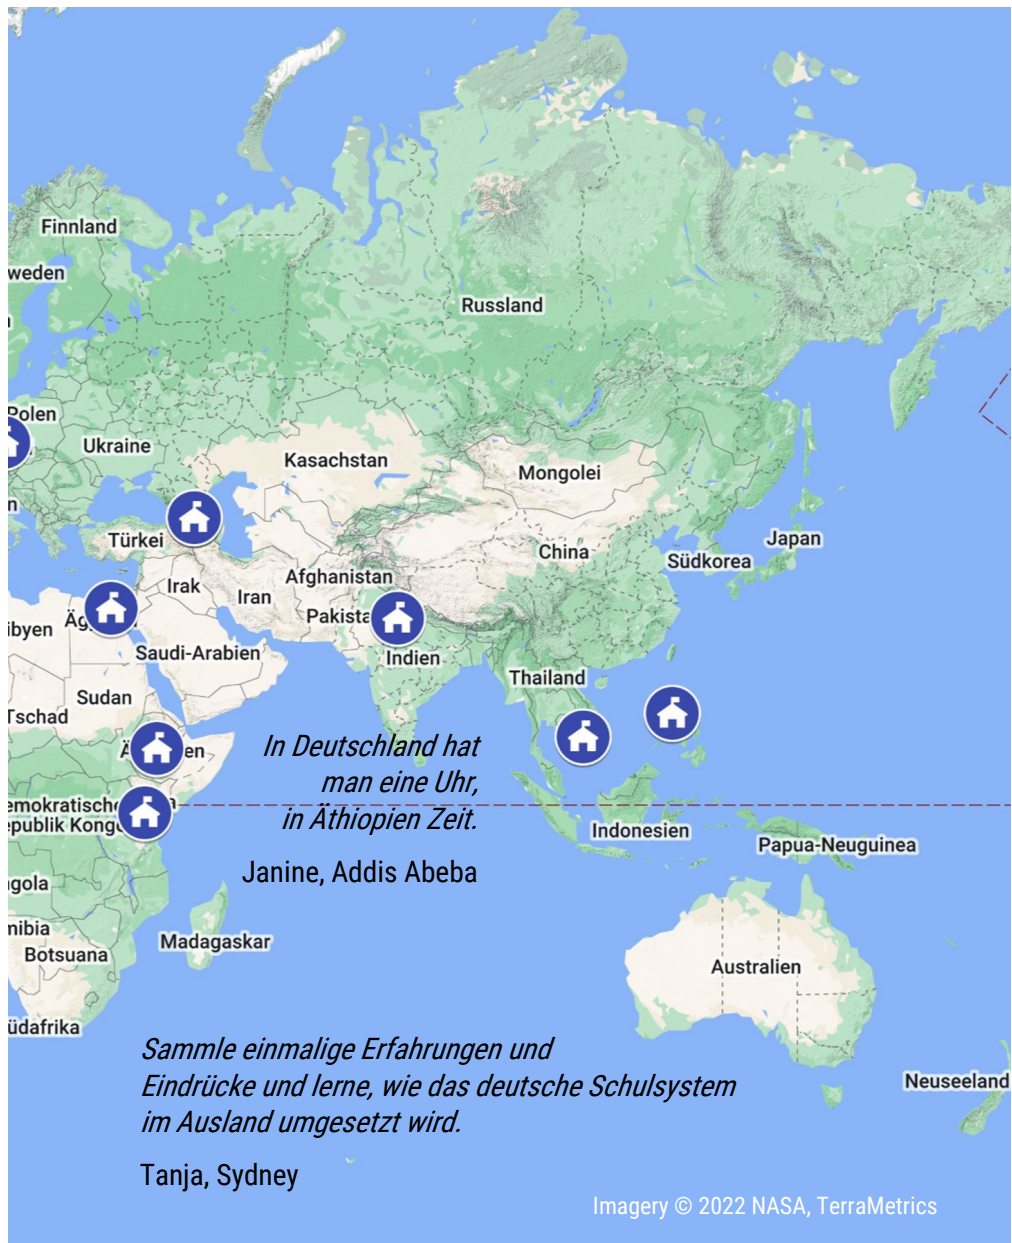 Finnland
weden
Russland
Polen
Ukraine
Kasachstan
Mongolei
n
Türkei
China
Japan
Südkorea
Afghanistan
Irak
Iran
Pakista
ibyen
Äg
Saudi-Arabien
Indien
Thailand
Sudan
Tschad
Ä en
In Deutschland hat
man eine Uhr,
in Äthiopien Zeit.
Janine, Addis Abeba
emokratische
epublik Kongo
a
Indonesien
Papua-Neuguinea
gola
mibia
Botsuana
Madagaskar
Australien
üdafrika
Sammle einmalige Erfahrungen und
Eindrücke und lerne, wie das deutsche Schulsystem
im Ausland umgesetzt wird.
Tanja, Sydney
Neuseeland
Imagery © 2022 NASA, TerraMetrics